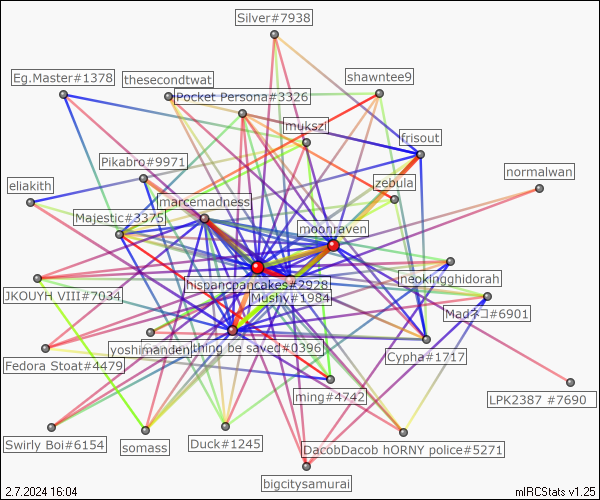 Silver#7938
Eg.Master#1378
thesecondtwat
shawntee9
Pocket Persona#3326
mukszi
frisout
Pikabro#9971
zebula
normalwan
eliakith
marcemadness
Majestic#3375
moonraven
hispancpancakes#2928
neokingghidorah
JKOUYH VIII#7034
Mushy#1984
Madネコ#6901
yoshimanden
thing be saved#0396
Cypha#1717
Fedora Stoat#4479
ming#4742
LPK2387 #7690
Swirly Boi#6154
somass
Duck#1245
DacobDacob hORNY police#5271
bigcitysamurai
2.7.2024 16:04
mIRCStats v1.25